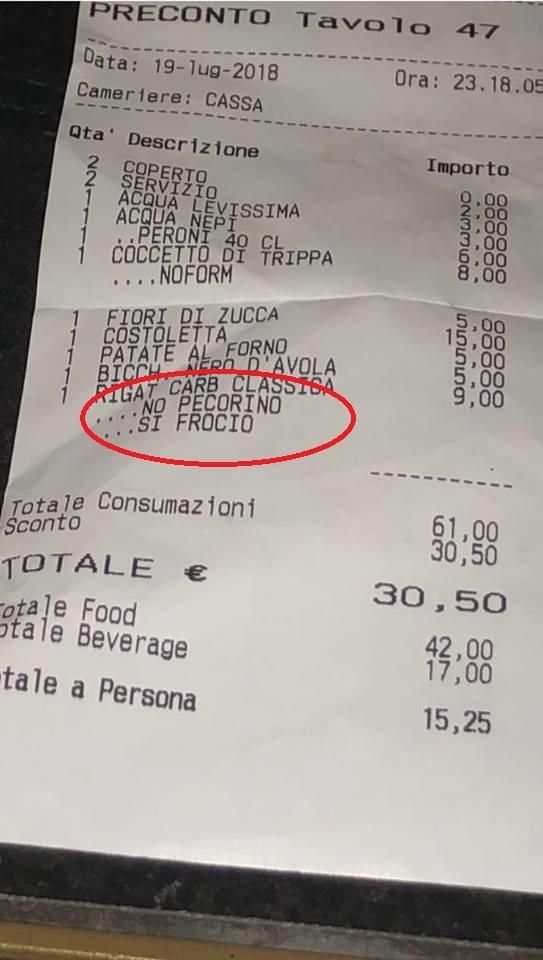 PRECONTO Tavolo 47
Data: 19-lug-2018 Ora: 23.18.05
Cameriere: CASSA
Qta' Descrizione Importo
2 COPERTO 0,00
2 SERVIZIO 2,00
1 ACQUA LEVISSIMA 3,00
1 ACQUA NEPI 3,00
1 ..PERONI 40 CL 6,00
1 COCCETTO DI TRIPPA 8,00
....NOFORM
1 FIORI DI ZUCCA 5,00
1 COSTOLETTA 15,00
1 PATATE AL FORNO 5,00
1 BICCH. NERO D'AVOLA 5,00
1 RIGAT CARB CLASSICA 9,00
....NO PECORINO
...SI FROCIO
Totale Consumazioni 61,00
Sconto 30,50
TOTALE € 30,50
otale Food 42,00
otale Beverage 17,00
tale a Persona 15,25